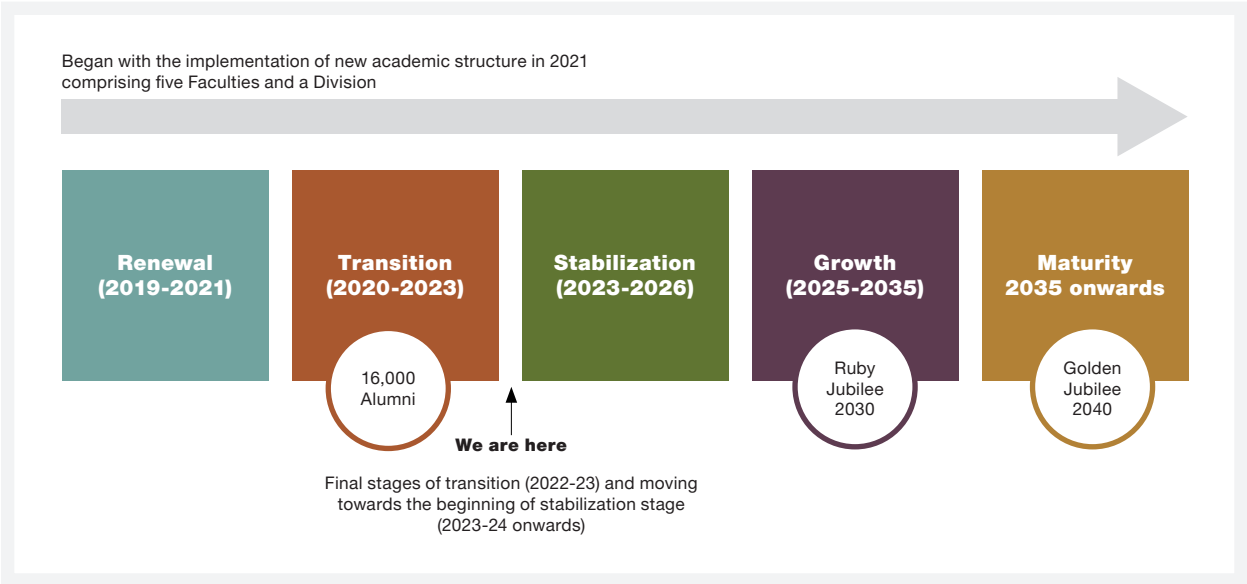 Began with the implementation of new academic structure in 2021
comprising five Faculties and a Division
Renewal
(2019-2021)
Transition
(2020-2023)
Stabilization
(2023-2026)
Growth
(2025-2035)
Maturity
2035 onwards
16,000
Alumni
Ruby
Jubilee
2030
Golden
Jubilee
2040
We are here
Final stages of transition (2022-23) and moving
towards the beginning of stabilization stage
(2023-24 onwards)